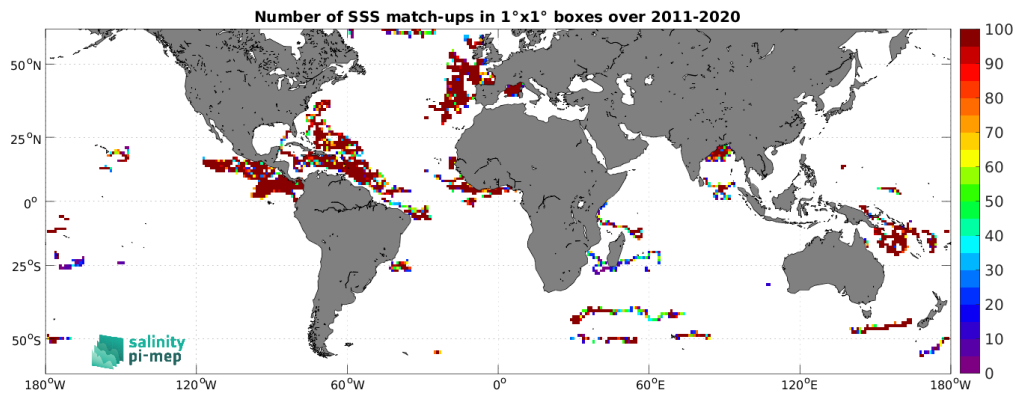 Number of SSS match-ups in 1°x1° boxes over 2011-2020
50°N
25°N
0°
25°S
50°S
180°W
120°W
60°W
0°
60°E
120°E
180°W
100
90
80
70
60
50
40
30
20
10
0
salinity
pi-mep